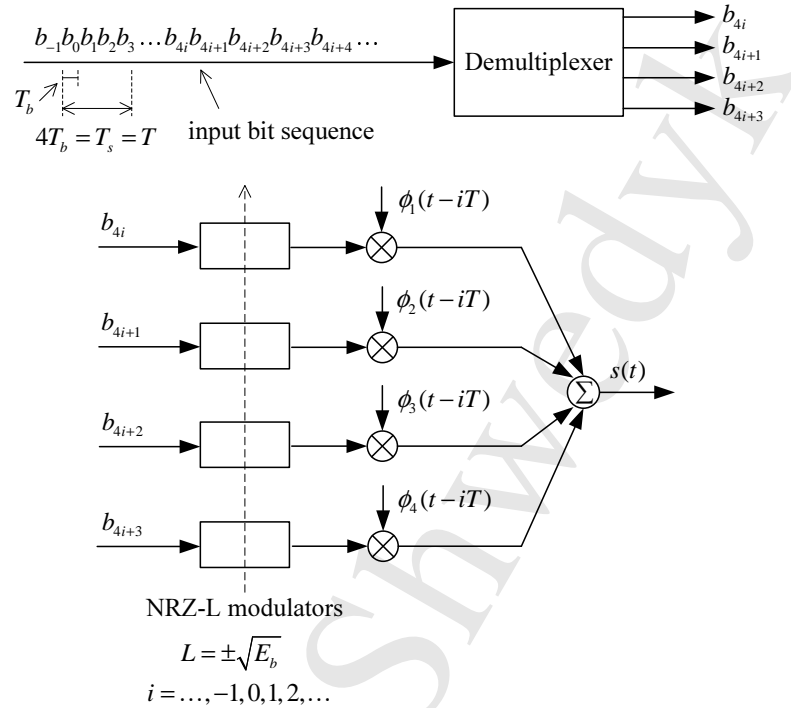 b_{-1}b_0b_1b_2b_3 … b_{4i}b_{4i+1}b_{4i+2}b_{4i+3}b_{4i+4} …
Demultiplexer
b_{4i}
b_{4i+1}
b_{4i+2}
b_{4i+3}
T_b
4T_b = T_s = T
input bit sequence
b_{4i}
ϕ_1(t − iT)
b_{4i+1}
ϕ_2(t − iT)
b_{4i+2}
ϕ_3(t − iT)
b_{4i+3}
ϕ_4(t − iT)
Σ
s(t)
NRZ-L modulators
L = ±√E_b
i = …, −1, 0, 1, 2, …
Shwedyk